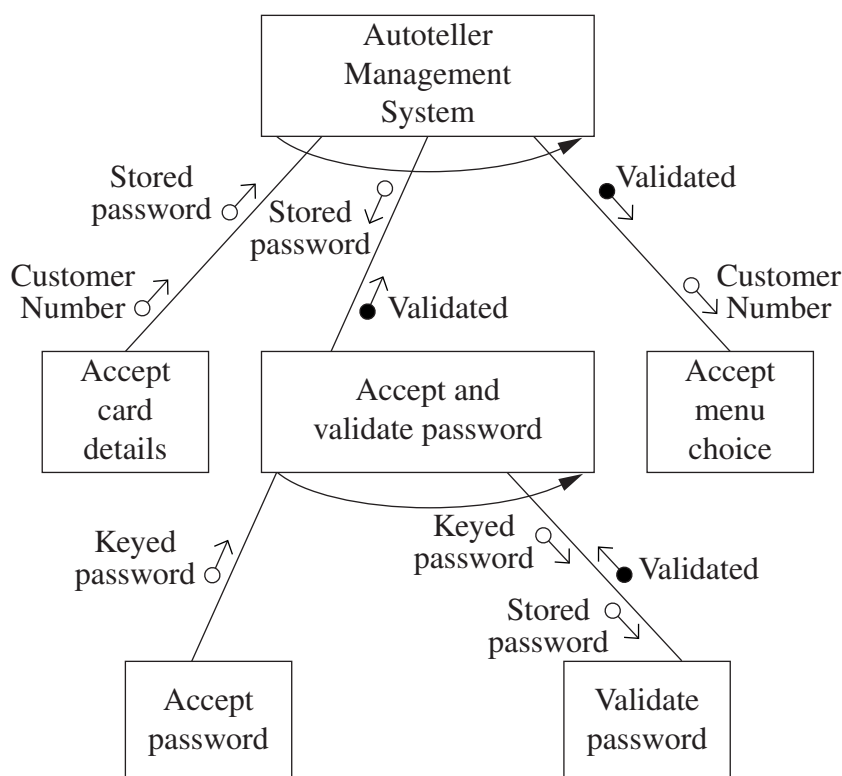 Autoteller
Management
System
Stored
password
Stored
password
Validated
Customer
Number
Validated
Customer
Number
Accept
card
details
Accept and
validate password
Accept
menu
choice
Keyed
password
Keyed
password
Validated
Stored
password
Accept
password
Validate
password